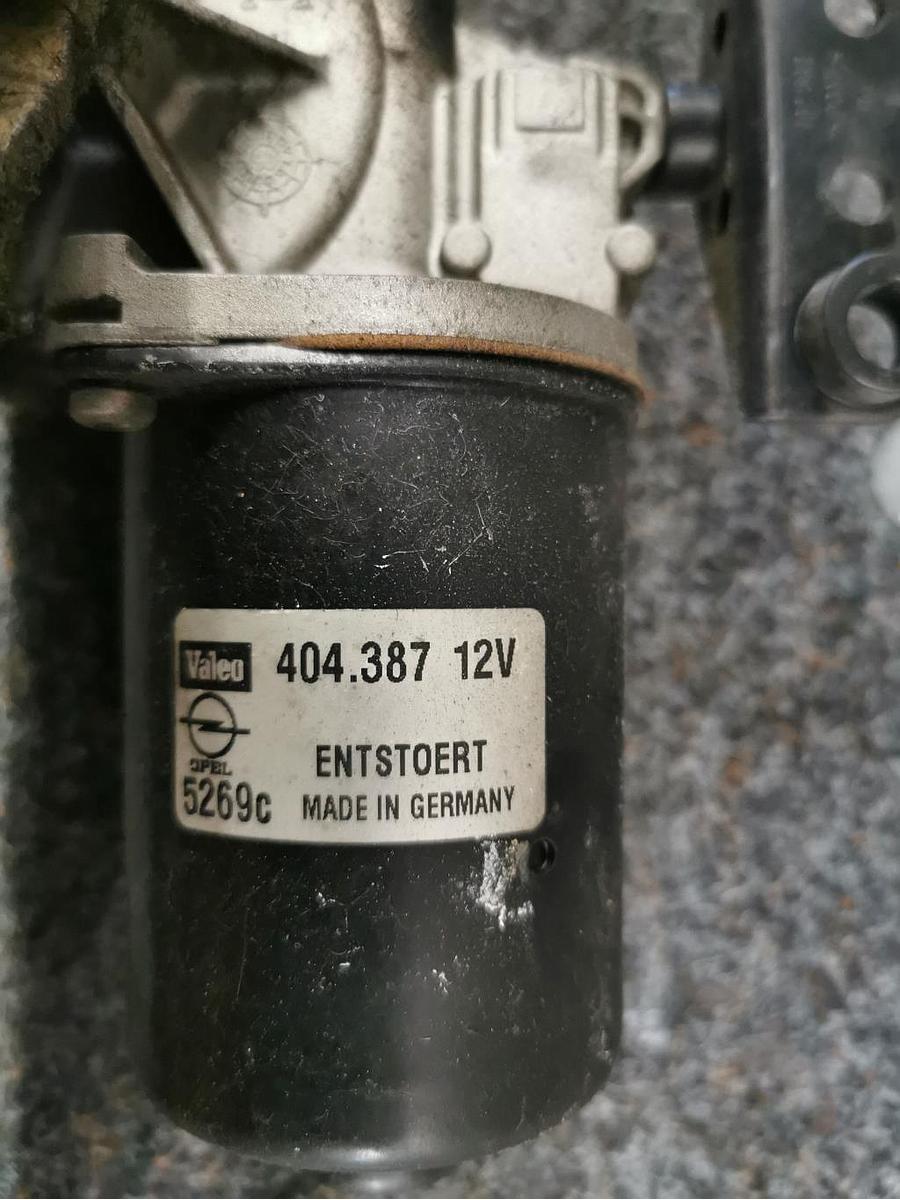 Valeo 404.387 12V
OPEL ENTSTOERT
5269c MADE IN GERMANY